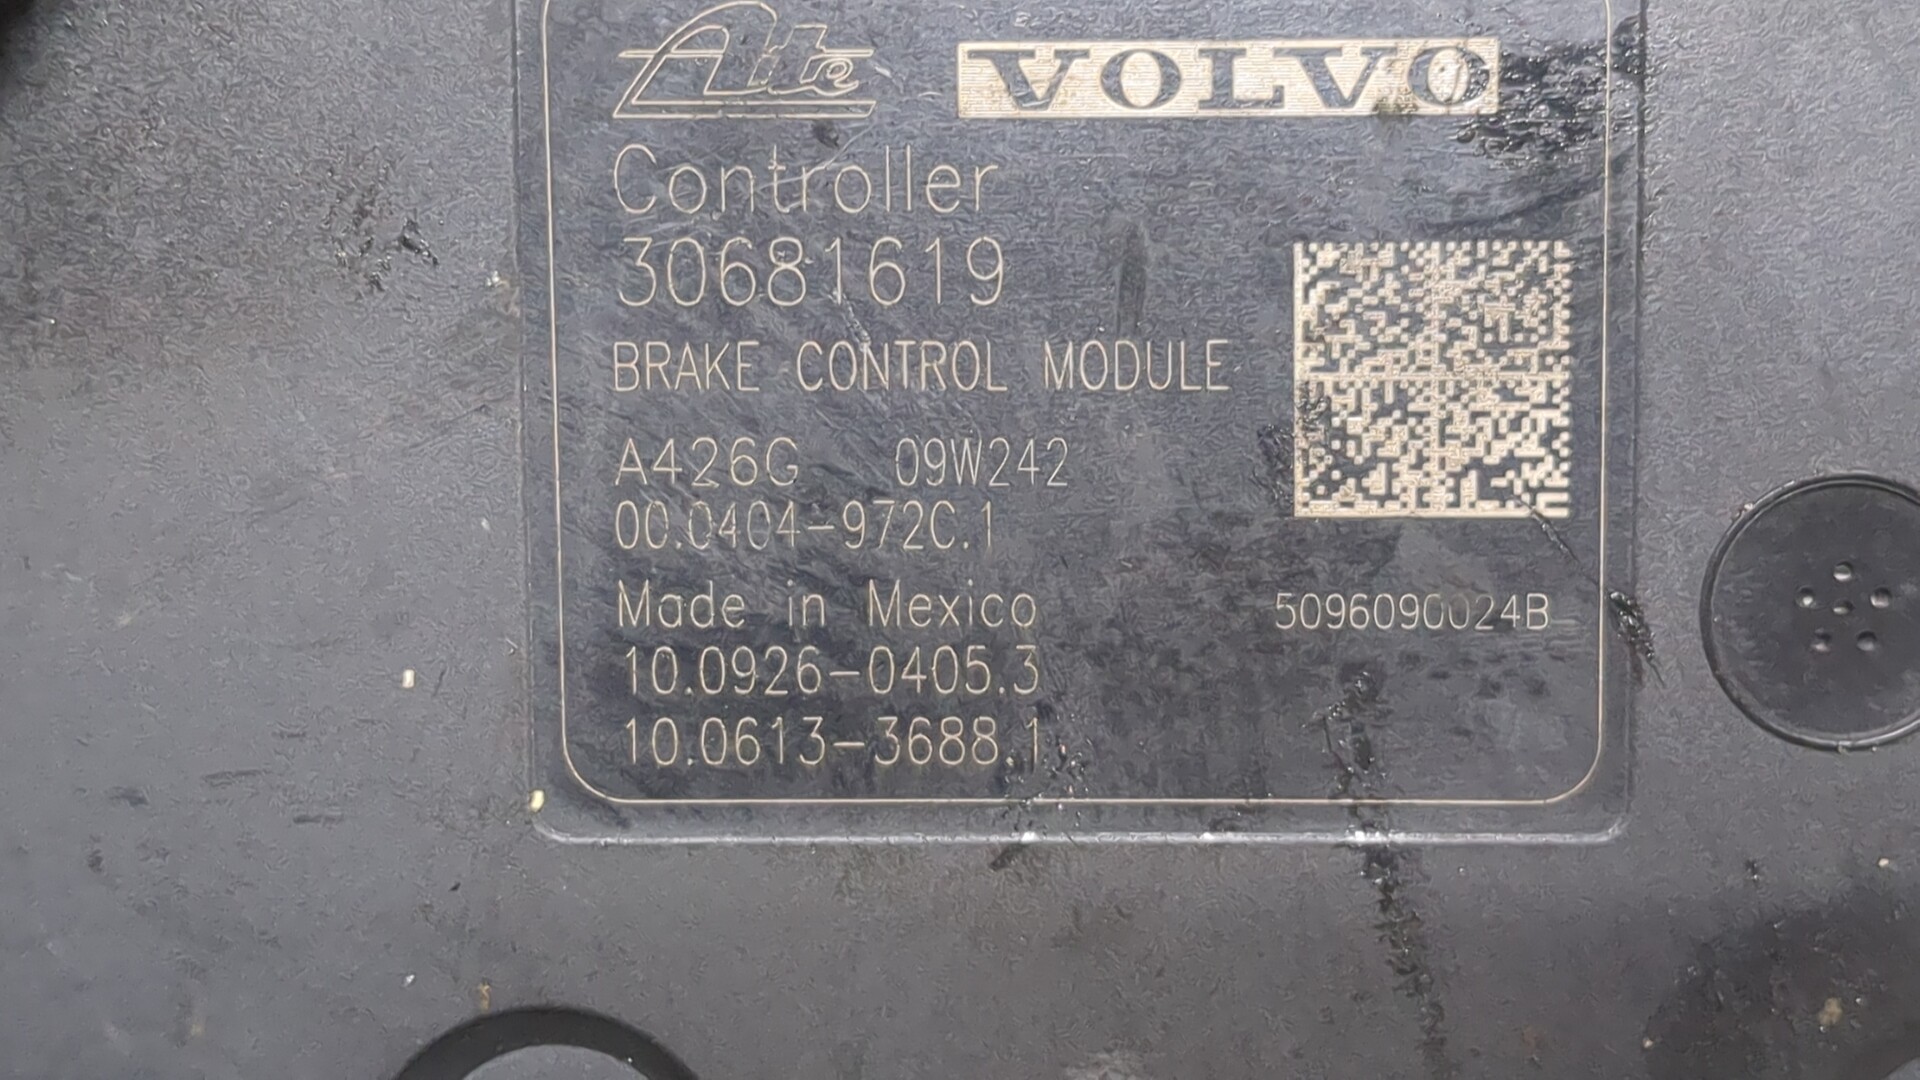 Ate VOLVO
Controller
30681619
BRAKE CONTROL MODULE
A426G 09W242
00.0404-972C.1
Made in Mexico 5096090024B
10.0926-0405.3
10.0613-3688.1